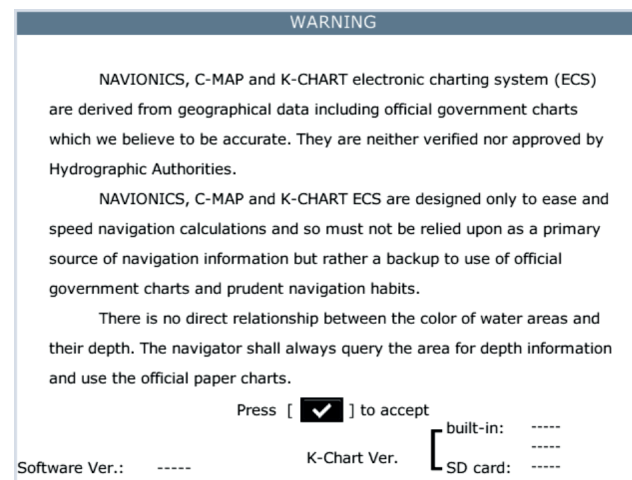 WARNING
NAVIONICS, C-MAP and K-CHART electronic charting system (ECS)
are derived from geographical data including official government charts
which we believe to be accurate. They are neither verified nor approved by
Hydrographic Authorities.
NAVIONICS, C-MAP and K-CHART ECS are designed only to ease and
speed navigation calculations and so must not be relied upon as a primary
source of navigation information but rather a backup to use of official
government charts and prudent navigation habits.
There is no direct relationship between the color of water areas and
their depth. The navigator shall always query the area for depth information
and use the official paper charts.
Press [ ✓ ] to accept
built-in: -----
-----
K-Chart Ver.
SD card: -----
Software Ver.: -----